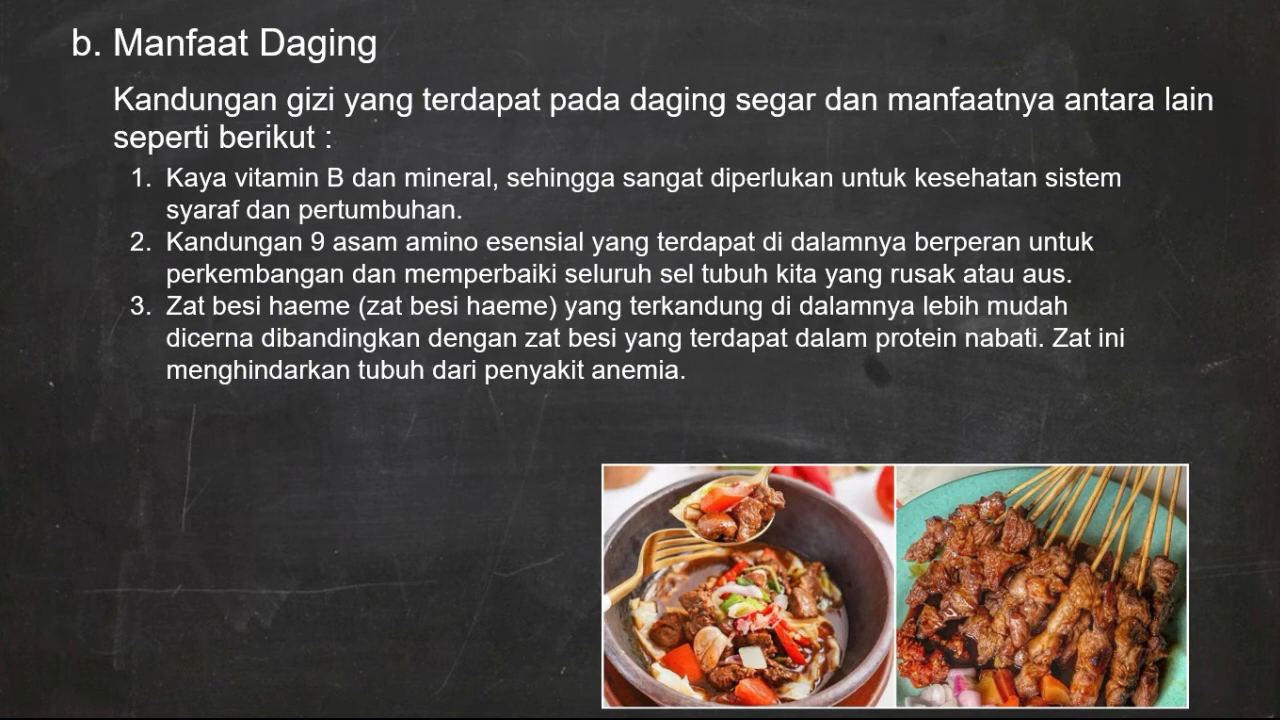 b. Manfaat Daging
Kandungan gizi yang terdapat pada daging segar dan manfaatnya antara lain
seperti berikut :
1. Kaya vitamin B dan mineral, sehingga sangat diperlukan untuk kesehatan sistem
syaraf dan pertumbuhan.
2. Kandungan 9 asam amino esensial yang terdapat di dalamnya berperan untuk
perkembangan dan memperbaiki seluruh sel tubuh kita yang rusak atau aus.
3. Zat besi haeme (zat besi haeme) yang terkandung di dalamnya lebih mudah
dicerna dibandingkan dengan zat besi yang terdapat dalam protein nabati. Zat ini
menghindarkan tubuh dari penyakit anemia.